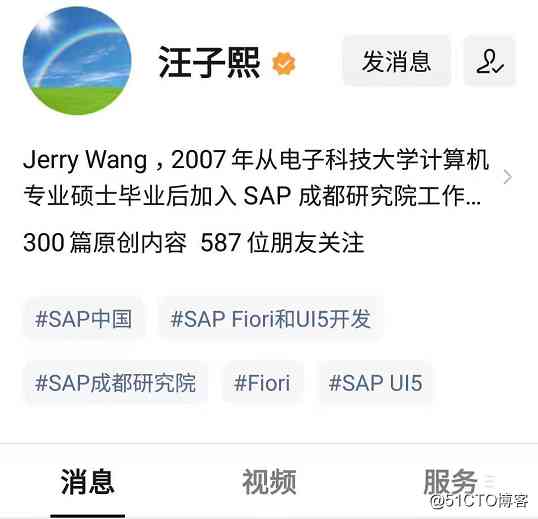 汪子熙
发消息
Jerry Wang，2007 年从电子科技大学计算机
专业硕士毕业后加入 SAP 成都研究院工作...
300 篇原创内容 587 位朋友关注
#SAP中国 #SAP Fiori和UI5开发
#SAP成都研究院 #Fiori #SAP UI5
消息 视频 服务
@51CTO博客